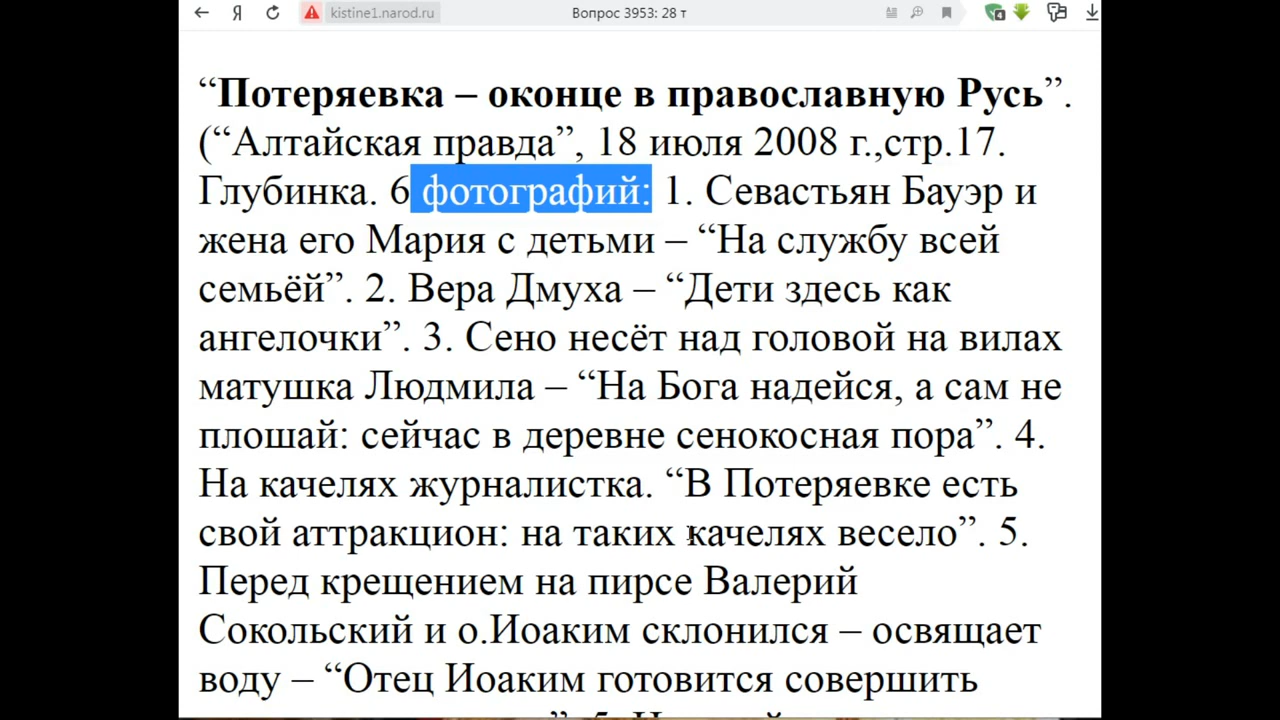 Я
kistine1.narod.ru
Вопрос 3953: 28 т
4
“Потеряевка – оконце в православную Русь”.
(“Алтайская правда”, 18 июля 2008 г.,стр.17.
Глубинка. 6 фотографий: 1. Севастьян Бауэр и
жена его Мария с детьми – “На службу всей
семьёй”. 2. Вера Дмуха – “Дети здесь как
ангелочки”. 3. Сено несёт над головой на вилах
матушка Людмила – “На Бога надейся, а сам не
плошай: сейчас в деревне сенокосная пора”. 4.
На качелях журналистка. “В Потеряевке есть
свой аттракцион: на таких качелях весело”. 5.
Перед крещением на пирсе Валерий
Сокольский и о.Иоаким склонился – освящает
воду – “Отец Иоаким готовится совершить